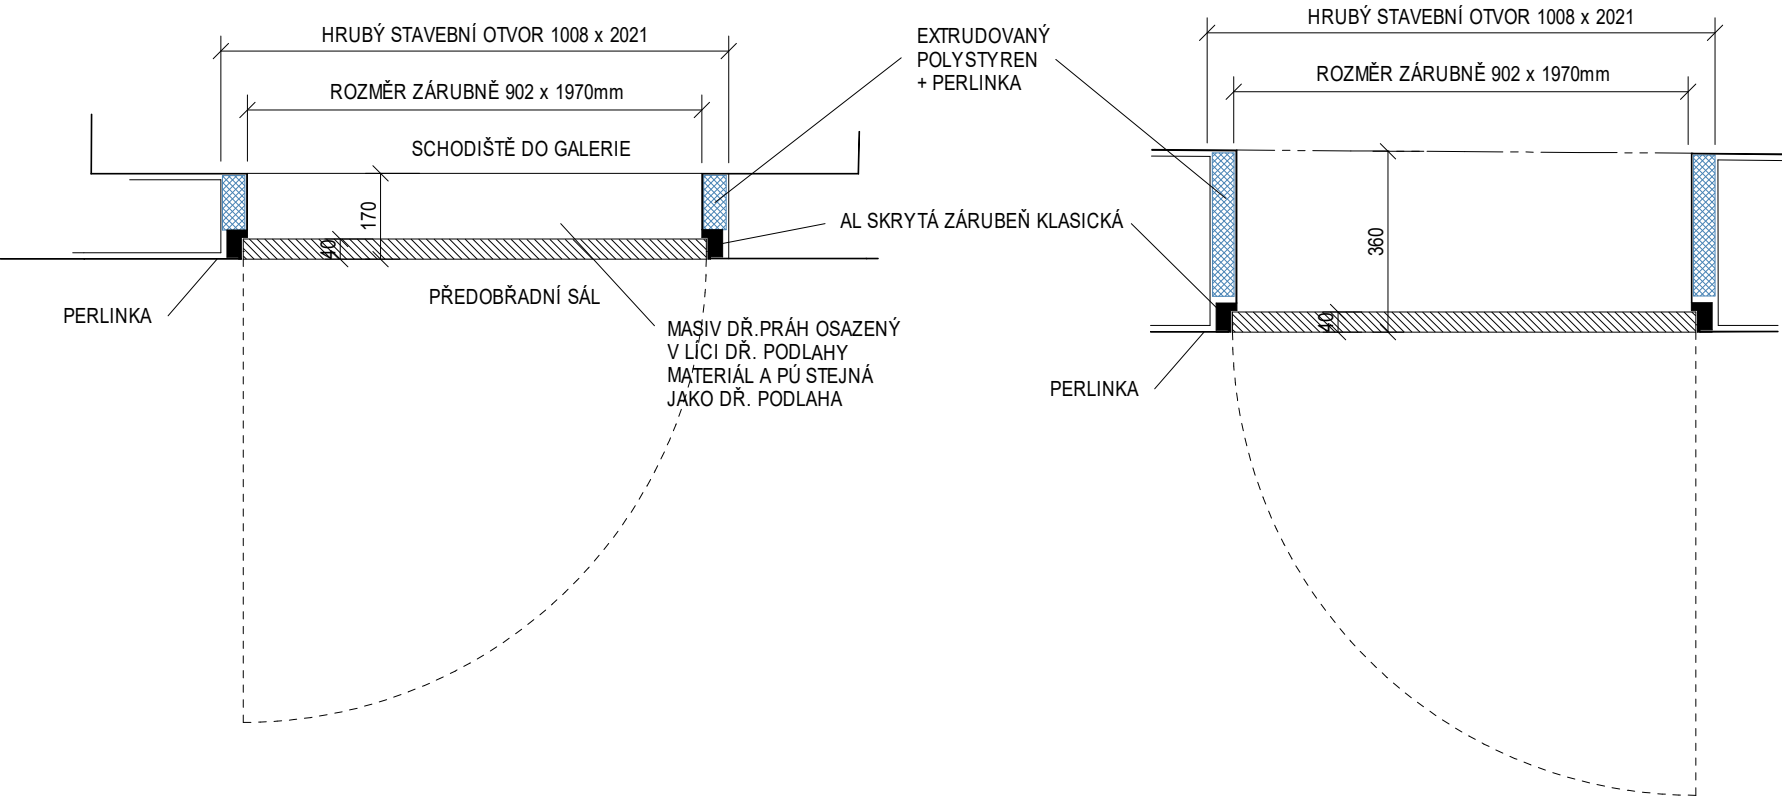 HRUBÝ STAVEBNÍ OTVOR 1008 x 2021
ROZMĚR ZÁRUBNĚ 902 x 1970mm
SCHODIŠTĚ DO GALERIE
170
40
PŘEDOBŘADNÍ SÁL
PERLINKA
MASIV DŘ.PRÁH OSAZENÝ
V LÍCI DŘ. PODLAHY
MATERIÁL A PÚ STEJNÁ
JAKO DŘ. PODLAHA
EXTRUDOVANÝ
POLYSTYREN
+ PERLINKA
AL SKRYTÁ ZÁRUBEŇ KLASICKÁ
HRUBÝ STAVEBNÍ OTVOR 1008 x 2021
ROZMĚR ZÁRUBNĚ 902 x 1970mm
360
40
PERLINKA